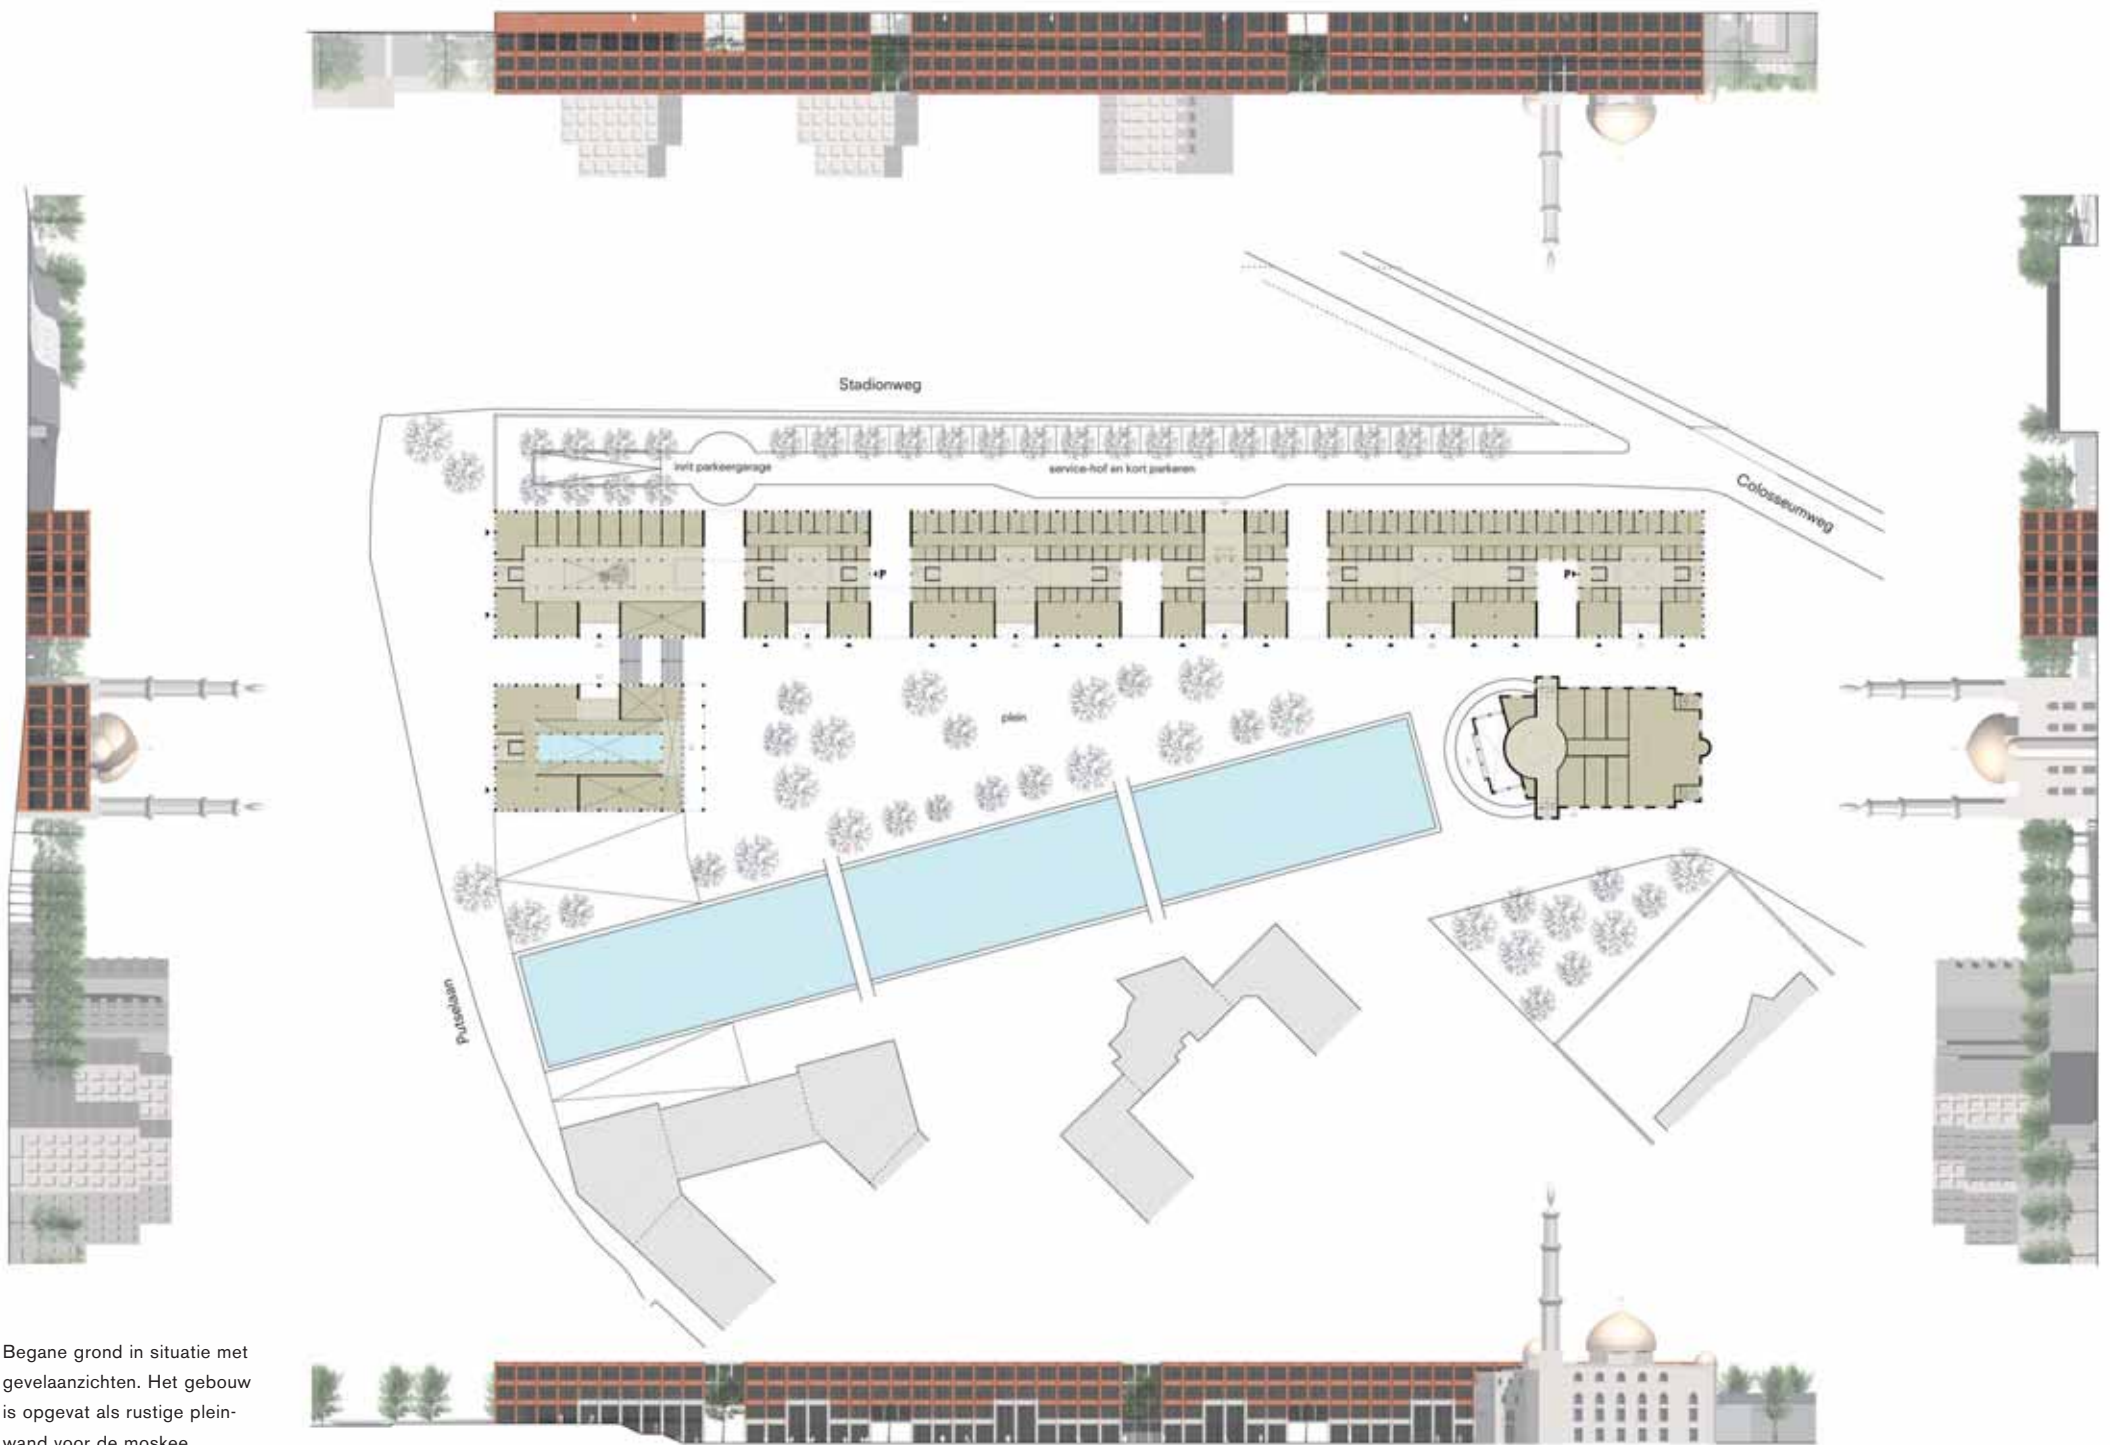 Stadionweg
inrit parkeergarage
service-hof en kort parkeren
Colosseumweg
P
P
plein
Putselaan
Begane grond in situatie met
gevelaanzichten. Het gebouw
is opgevat als rustige plein-
wand voor de moskee